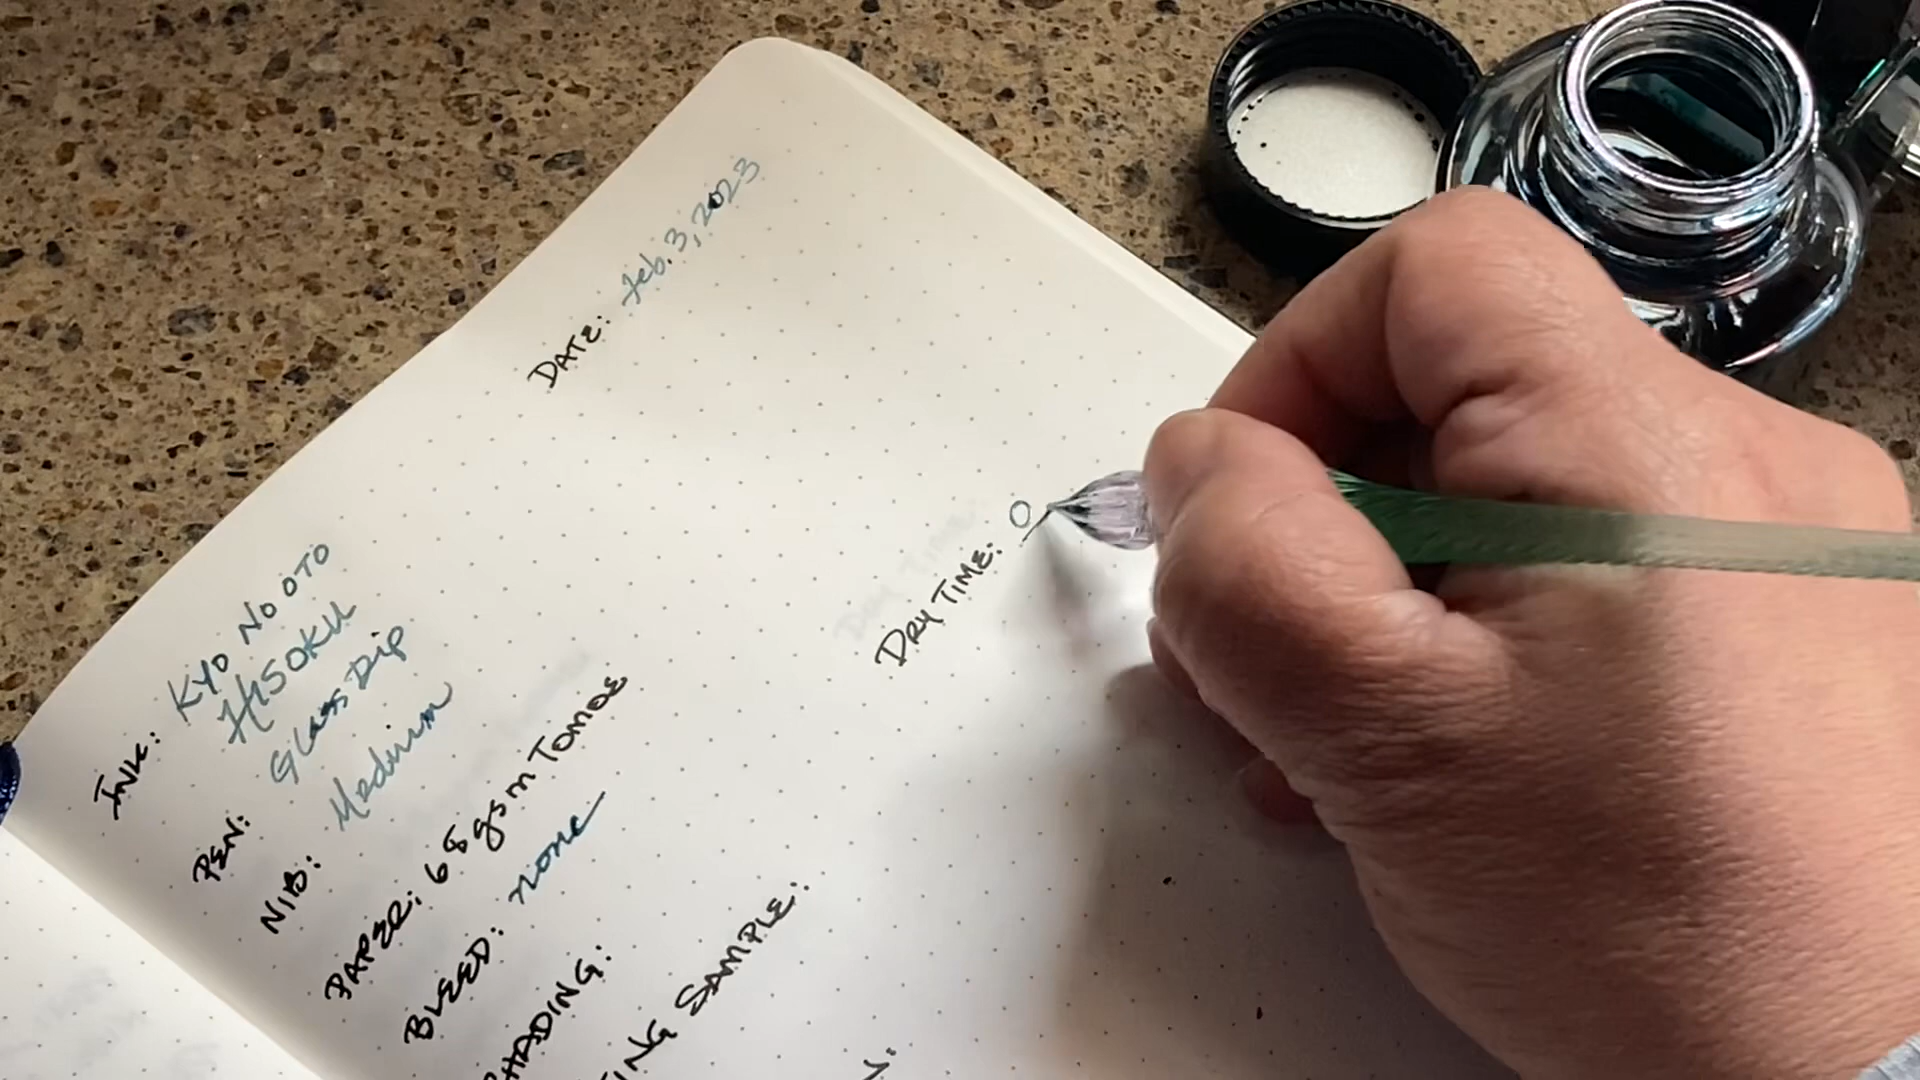 DATE: Feb. 3, 2023
INK: KYO NO OTO
HISOKU
PEN: Glass Dip
NIB: Medium
PAPER: 68 gsm TOMOE
BLEED: none
DRY TIME: 0
SHADING:
SAMPLE: